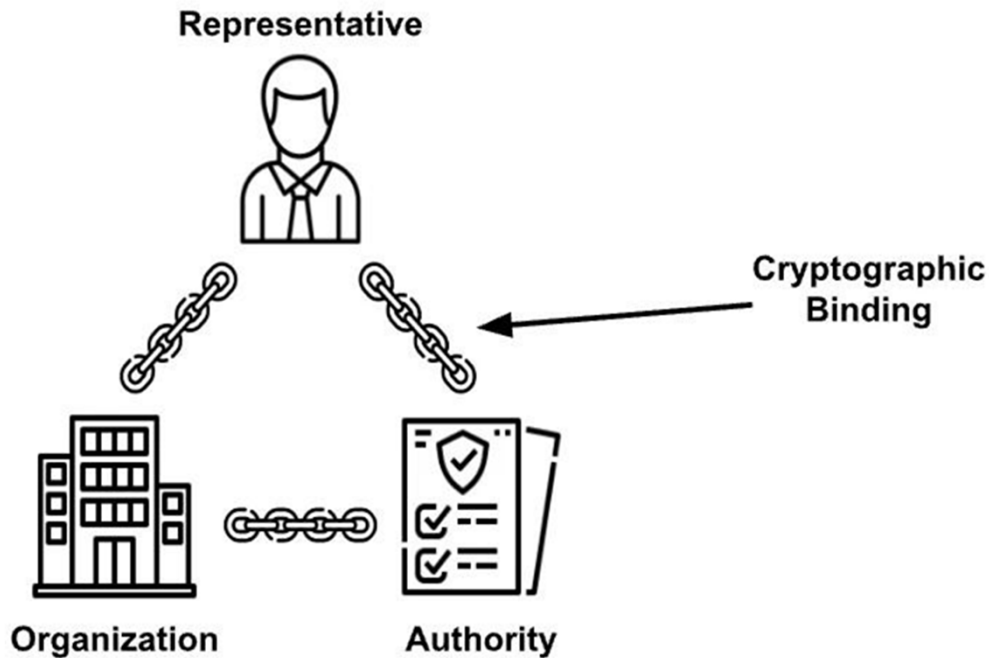 Representative
Cryptographic
Binding
Organization
Authority